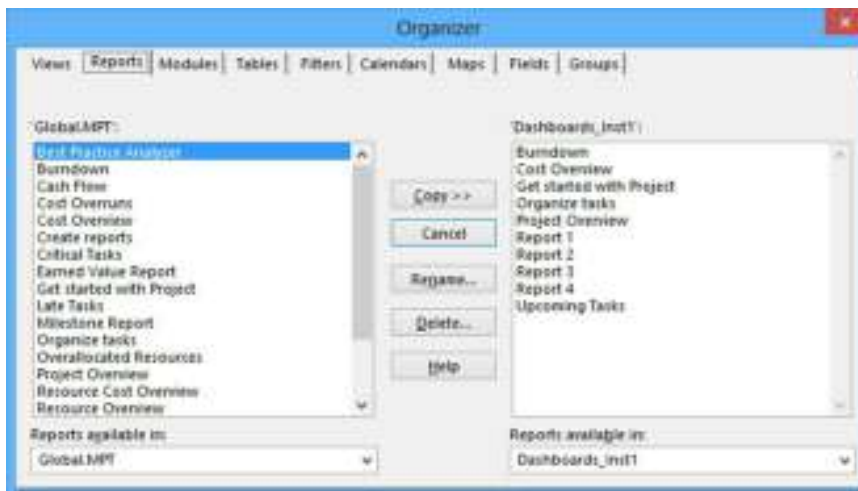 Organizer
Views Reports Modules Tables Filters Calendars Maps Fields Groups
'Global.MPT':
Best Practice Analyzer
Burndown
Cash Flow
Cost Overruns
Cost Overview
Create reports
Critical Tasks
Earned Value Report
Get started with Project
Late Tasks
Milestone Report
Organize tasks
Overallocated Resources
Project Overview
Resource Cost Overview
Resource Overview
Reports available in:
Global.MPT
Copy >>
Cancel
Rename...
Delete...
Help
'Dashboards_Inst1':
Burndown
Cost Overview
Get started with Project
Organize tasks
Project Overview
Report 1
Report 2
Report 3
Report 4
Upcoming Tasks
Reports available in:
Dashboards_Inst1